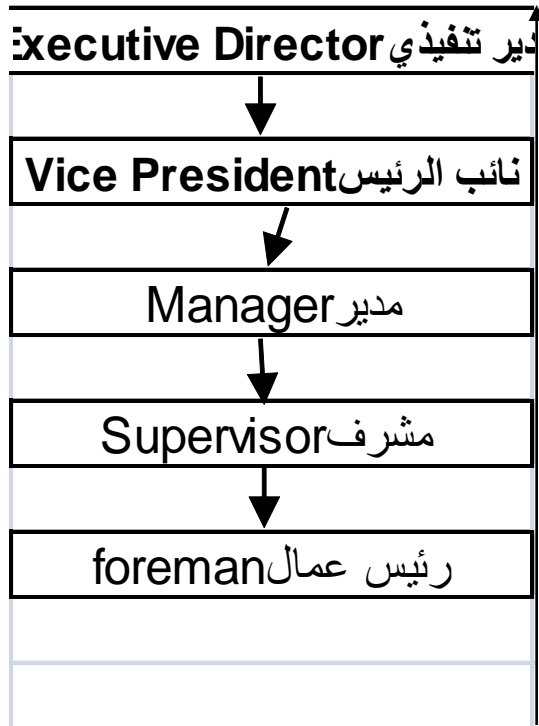 Executive Director مدير تنفيذي
Vice President نائب الرئيس
Manager مدير
Supervisor مشرف
foreman رئيس عمال